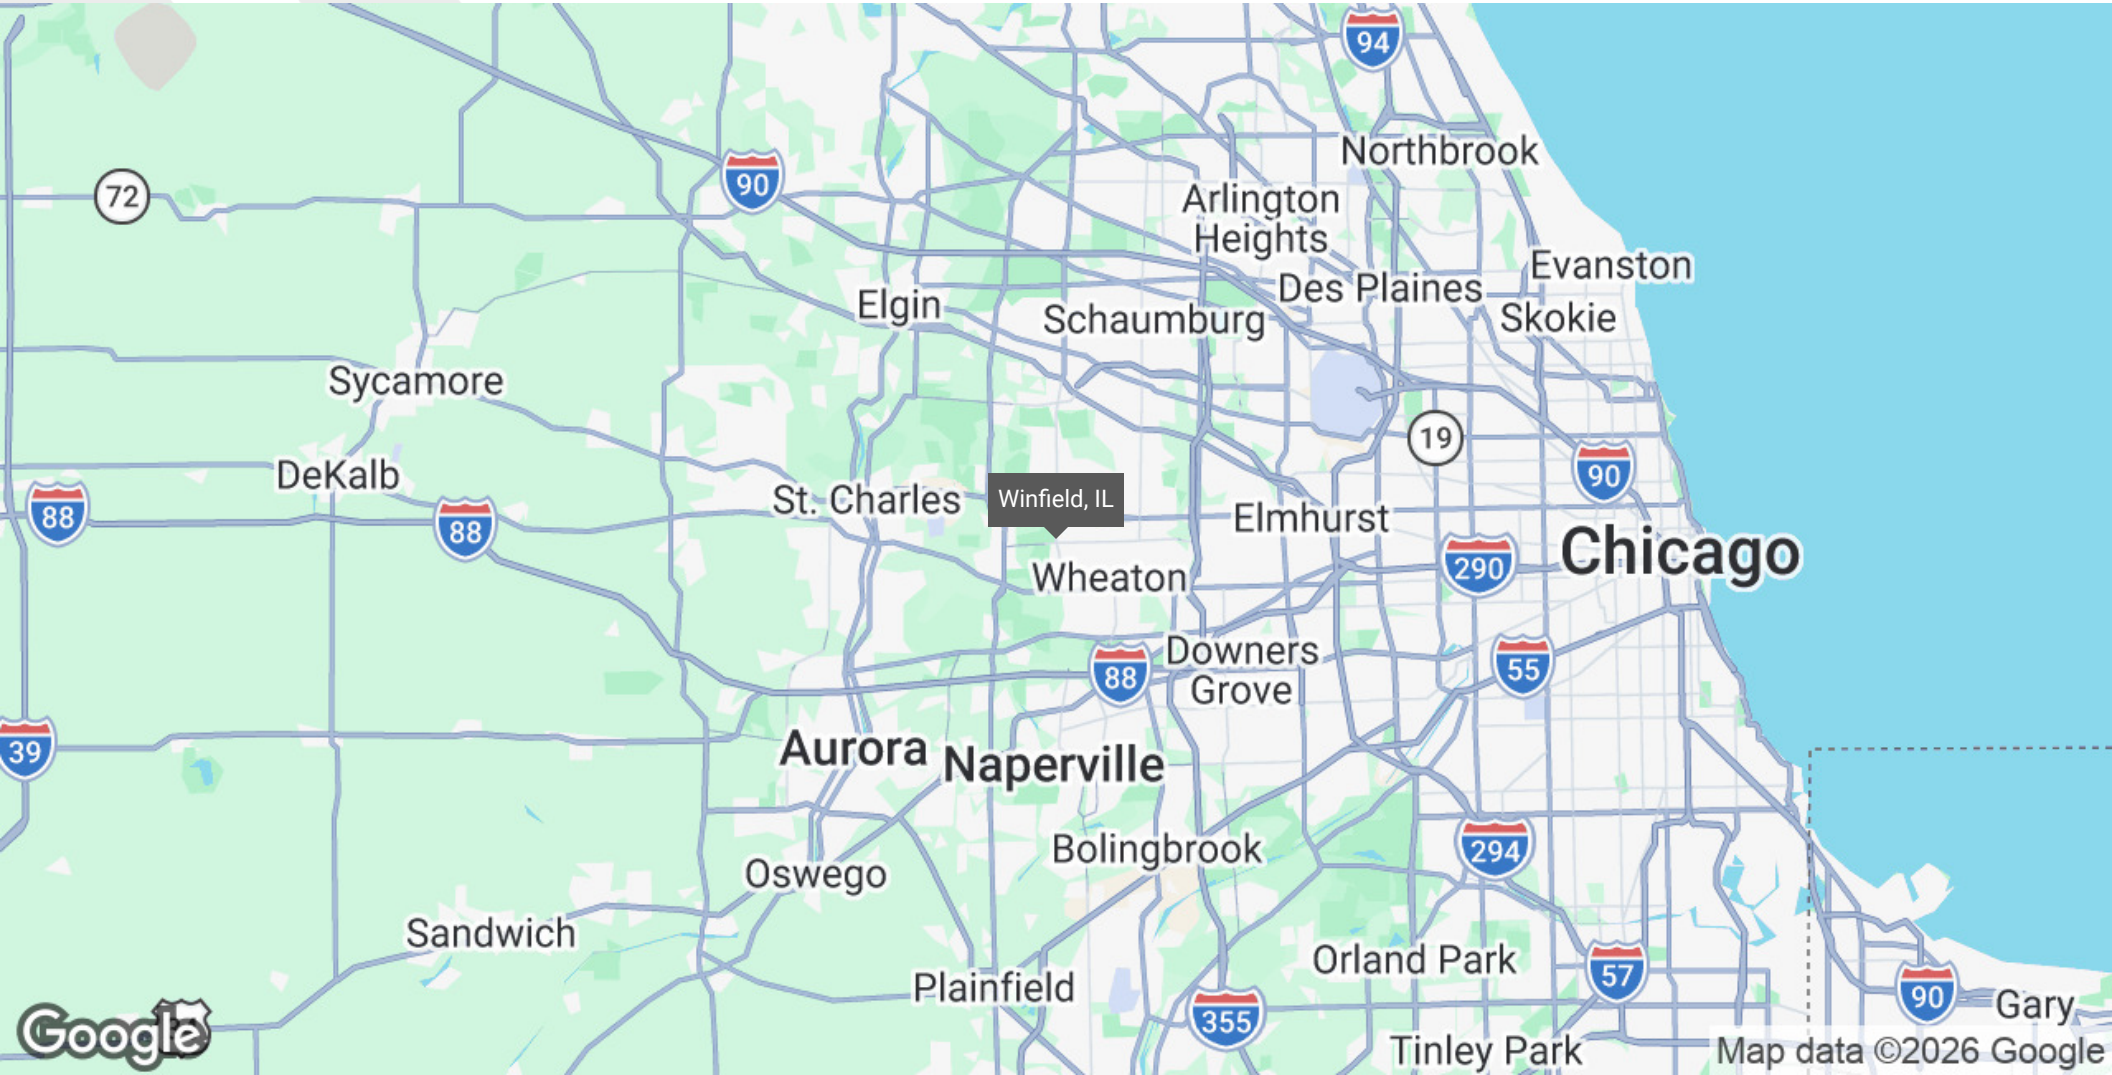 94
Northbrook
72
90
Arlington
Heights
Evanston
Des Plaines
Elgin
Schaumburg
Skokie
Sycamore
19
90
DeKalb
St. Charles
Winfield, IL
88
88
Elmhurst
Chicago
290
Wheaton
Downers
Grove
88
55
39
Aurora
Naperville
Bolingbrook
294
Oswego
Sandwich
Orland Park
57
Plainfield
90
Gary
355
Google
Tinley Park
Map data ©2026 Google